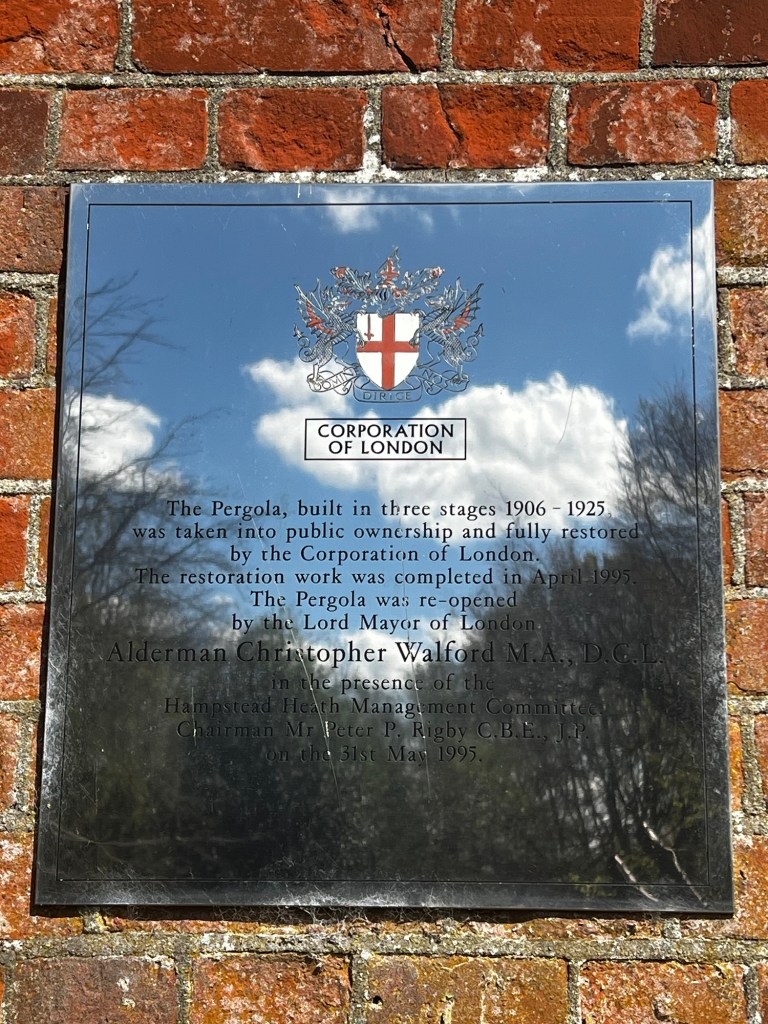 DOMINE DIRIGE NOS
CORPORATION
OF LONDON
The Pergola, built in three stages 1906 - 1925
was taken into public ownership and fully restored
by the Corporation of London.
The restoration work was completed in April 1995.
The Pergola was re-opened
by the Lord Mayor of London
Alderman Christopher Walford M.A., D.C.L.
in the presence of the
Hampstead Heath Management Committee
Chairman Mr Peter P. Rigby C.B.E., J.P.
on the 31st May 1995.